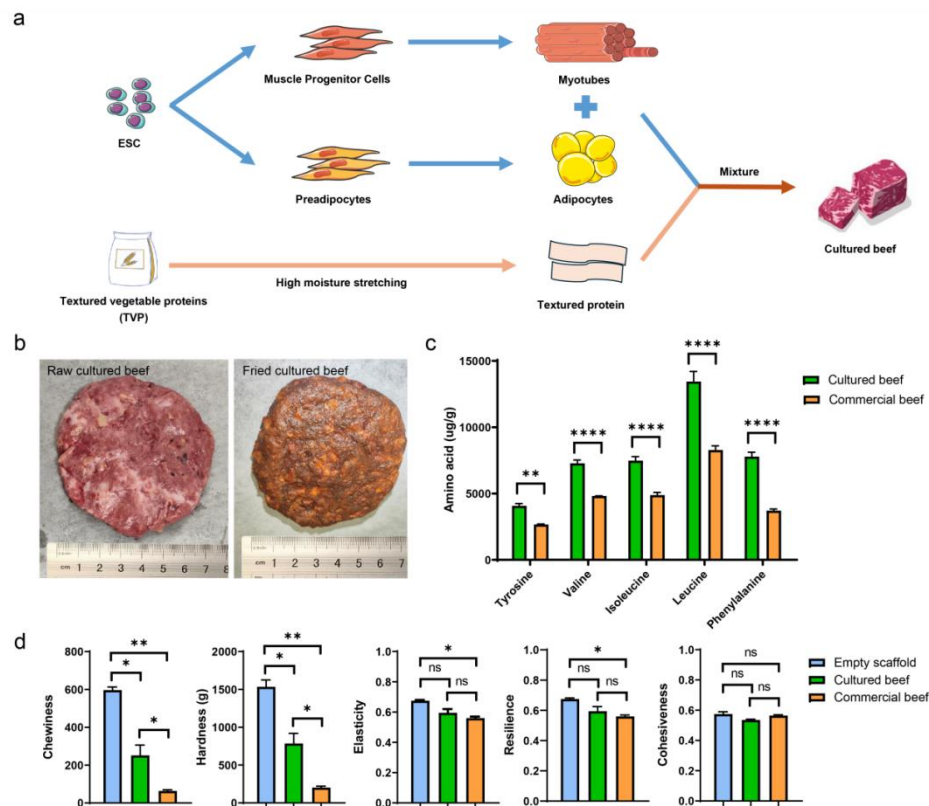 a
Muscle Progenitor Cells
Myotubes
ESC
Mixture
Preadipocytes
Adipocytes
Cultured beef
High moisture stretching
Textured vegetable proteins
(TVP)
Textured protein
b
Raw cultured beef
Fried cultured beef
cm 1 2 3 4 5 6 7 8
cm 1 2 3 4 5 6 7
c
Amino acid (ug/g)
15000
10000
5000
0
**
****
****
****
****
Tyrosine
Valine
Isoleucine
Leucine
Phenylalanine
Cultured beef
Commercial beef
d
Chewiness
800
600
400
200
0
**
*
*
Hardness (g)
2000
1500
1000
500
0
**
*
*
Elasticity
1.0
0.8
0.6
0.4
0.2
0.0
*
ns
ns
Resilience
1.0
0.8
0.6
0.4
0.2
0.0
*
ns
ns
Cohesiveness
1.0
0.8
0.6
0.4
0.2
0.0
ns
ns
ns
Empty scaffold
Cultured beef
Commercial beef